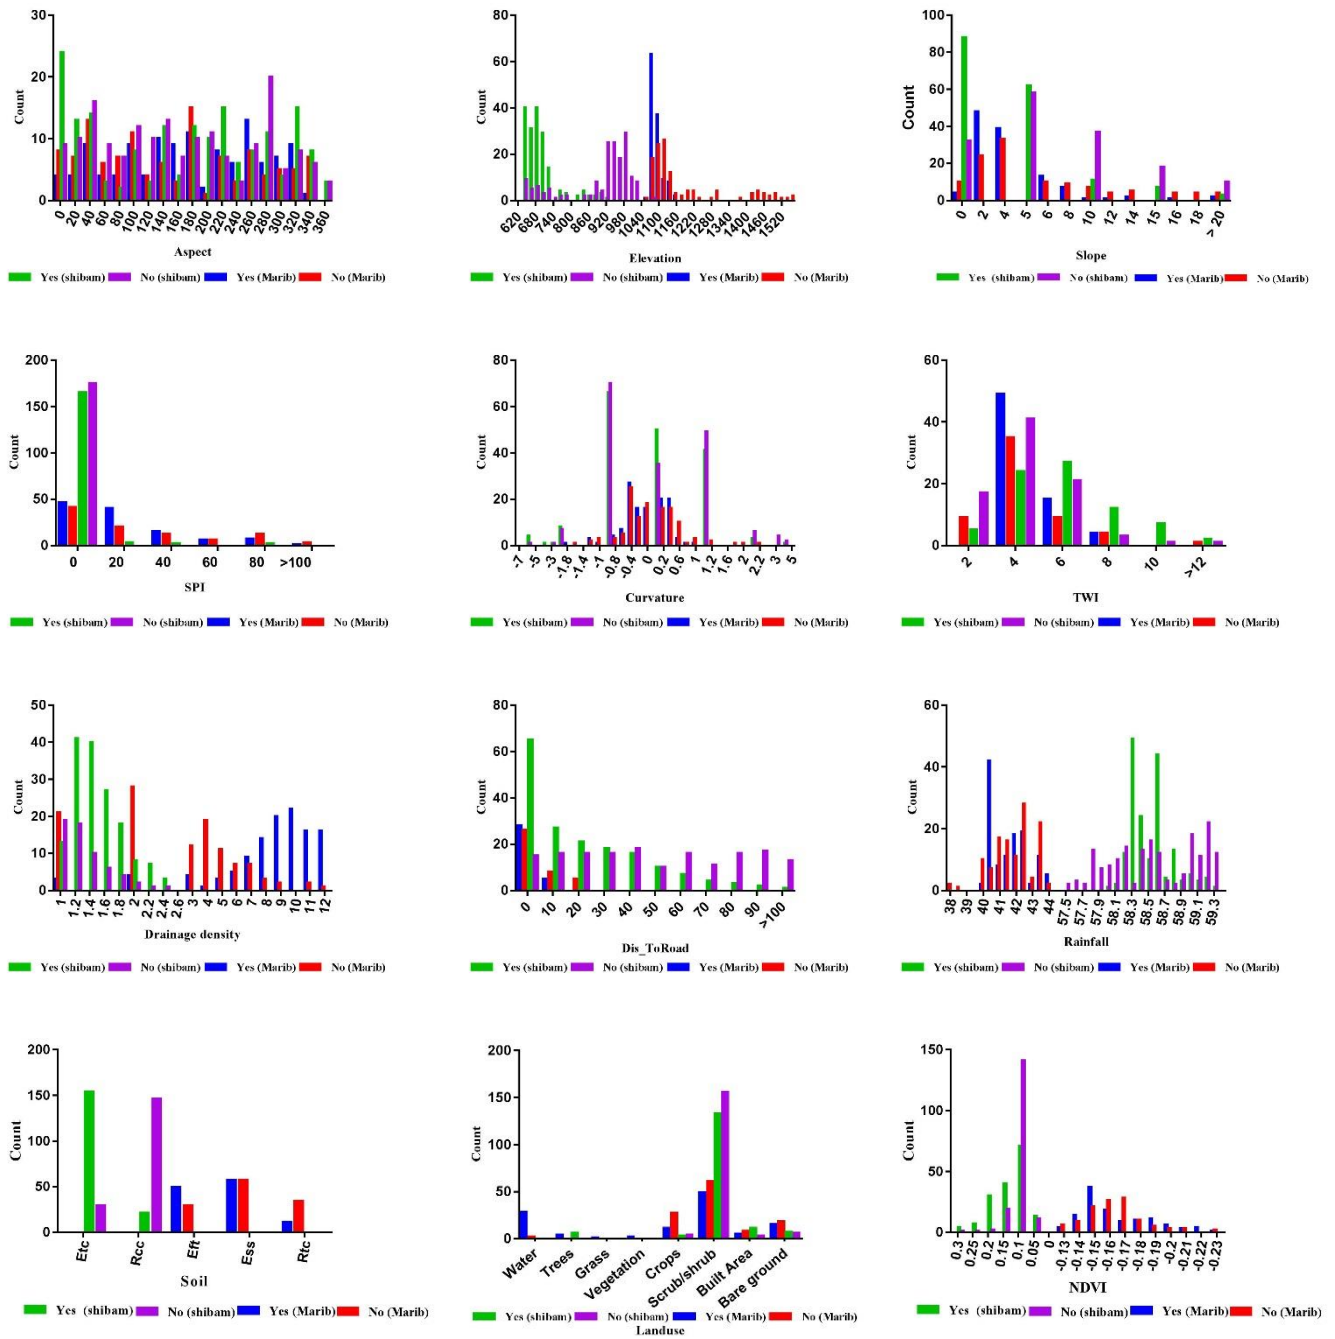 30
20
10
0
Count
0 20 40 60 80 100 120 140 160 180 200 220 240 260 280 300 320 340 360
Aspect
Yes (shibam) No (shibam) Yes (Marib) No (Marib)
80
60
40
20
0
Count
620 680 740 800 860 920 980 1040 1100 1160 1220 1280 1340 1400 1460 1520
Elevation
Yes (shibam) No (shibam) Yes (Marib) No (Marib)
100
80
60
40
20
0
Count
0 2 4 5 6 8 10 12 14 15 16 18 > 20
Slope
Yes (shibam) No (shibam) Yes (Marib) No (Marib)
200
150
100
50
0
Count
0 20 40 60 80 >100
SPI
Yes (shibam) No (shibam) Yes (Marib) No (Marib)
80
60
40
20
0
Count
-7 -5 -3 -1.8 -1.4 -1 -0.8 -0.4 0 0.2 0.6 1 1.2 1.6 2 2.2 3 5
Curvature
Yes (shibam) No (shibam) Yes (Marib) No (Marib)
60
40
20
0
Count
2 4 6 8 10 >12
TWI
Yes (shibam) No (shibam) Yes (Marib) No (Marib)
50
40
30
20
10
0
Count
1 1.2 1.4 1.6 1.8 2 2.2 2.4 2.6 3 4 5 6 7 8 9 10 11 12
Drainage density
Yes (shibam) No (shibam) Yes (Marib) No (Marib)
80
60
40
20
0
Count
0 10 20 30 40 50 60 70 80 90 >100
Dis_ToRoad
Yes (shibam) No (shibam) Yes (Marib) No (Marib)
60
40
20
0
Count
38 39 40 41 42 43 44 57.5 57.7 57.9 58.1 58.3 58.5 58.7 58.9 59.1 59.3
Rainfall
Yes (shibam) No (shibam) Yes (Marib) No (Marib)
200
150
100
50
0
Count
Etc Rcc Eft Ess Rtc
Soil
Yes (shibam) No (shibam) Yes (Marib) No (Marib)
200
150
100
50
0
Count
Water Trees Grass Vegetation Crops Scrub/shrub Built Area Bare ground
Yes (shibam) No (shibam) Yes (Marib) No (Marib)
Landuse
150
100
50
0
Count
0.3 0.25 0.2 0.15 0.1 0.05 0 -0.13 -0.14 -0.15 -0.16 -0.17 -0.18 -0.19 -0.2 -0.21 -0.22 -0.23
NDVI
Yes (shibam) No (shibam) Yes (Marib) No (Marib)